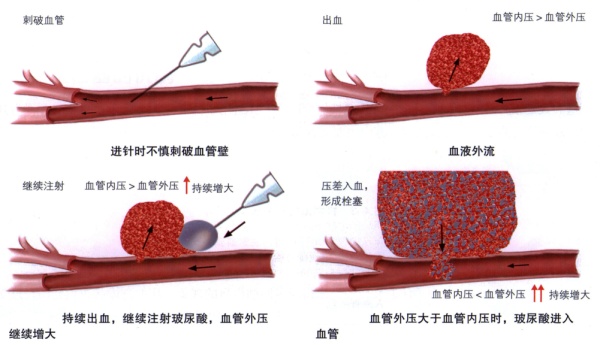 刺破血管
进针时不慎刺破血管壁
出血
血管内压＞血管外压
血液外流
继续注射
血管内压＞血管外压
持续增大
持续出血，继续注射玻尿酸，血管外压
继续增大
压差入血，
形成栓塞
血管内压＜血管外压
持续增大
血管外压大于血管内压时，玻尿酸进入
血管